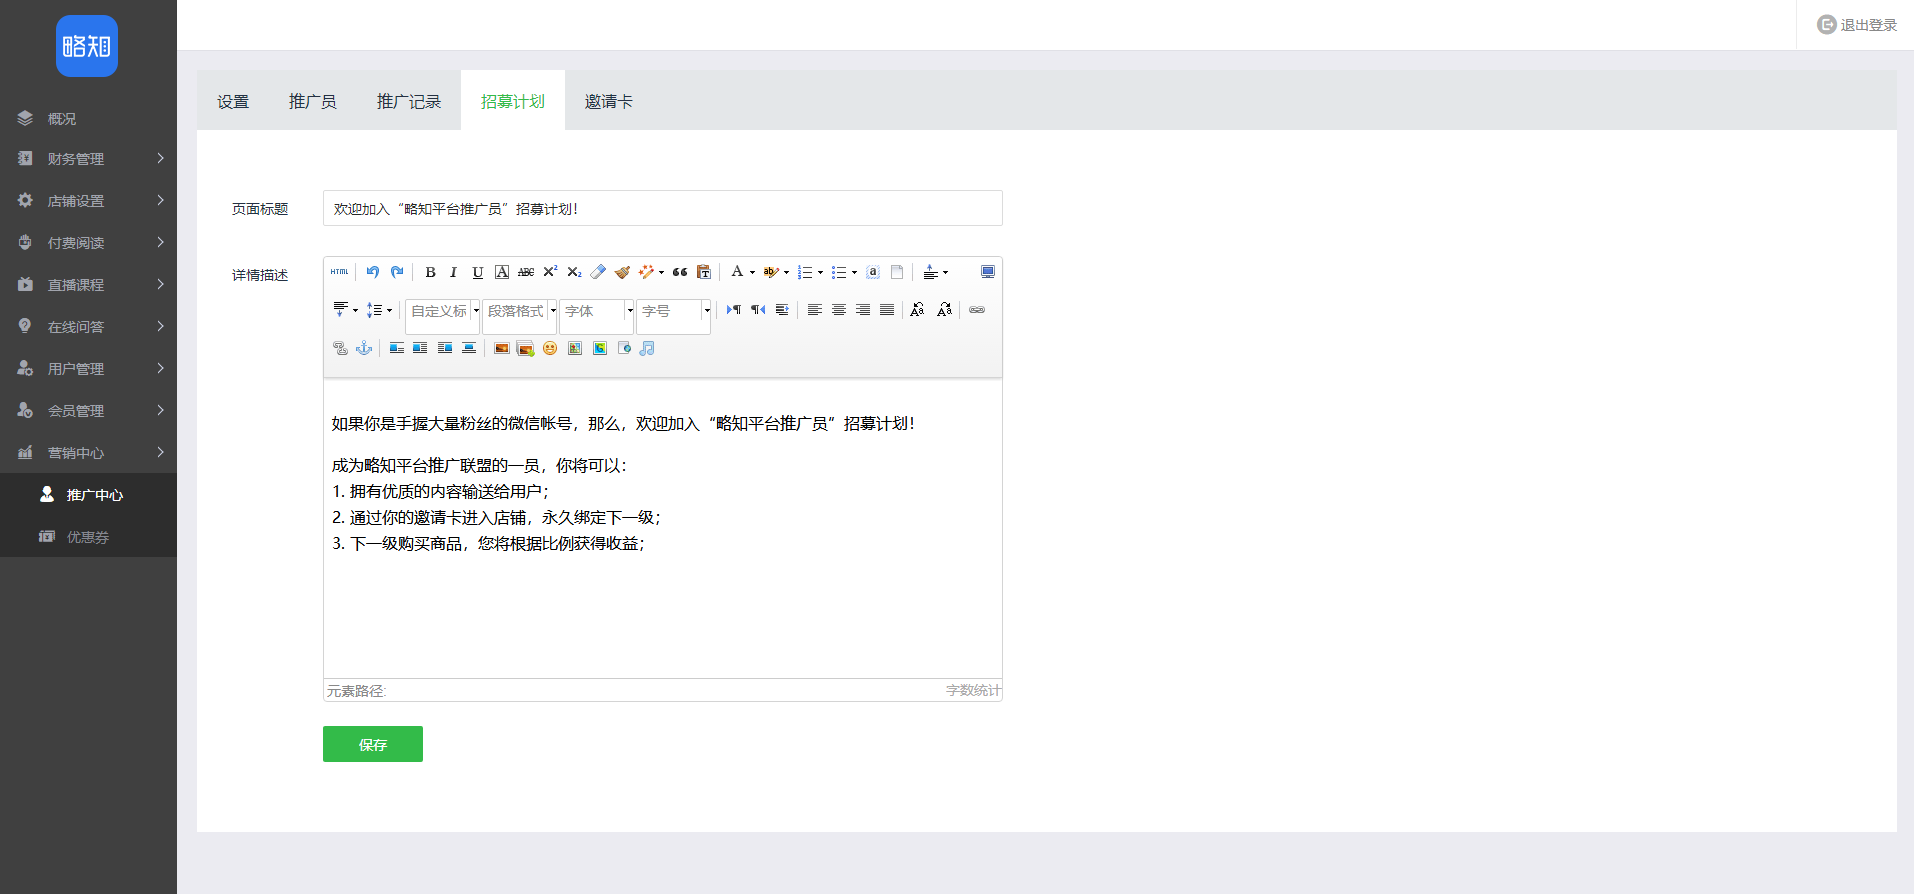 略知
退出登录
概况
财务管理
店铺设置
付费阅读
直播课程
在线问答
用户管理
会员管理
营销中心
推广中心
优惠券
设置
推广员
推广记录
招募计划
邀请卡
页面标题
欢迎加入“略知平台推广员”招募计划！
详情描述
HTML
B I U A ABC X² X₂
A ab a
自定义标
段落格式
字体
字号
如果你是手握大量粉丝的微信帐号，那么，欢迎加入“略知平台推广员”招募计划！
成为略知平台推广联盟的一员，你将可以：
1. 拥有优质的内容输送给用户；
2. 通过你的邀请卡进入店铺，永久绑定下一级；
3. 下一级购买商品，您将根据比例获得收益；
元素路径:
字数统计
保存